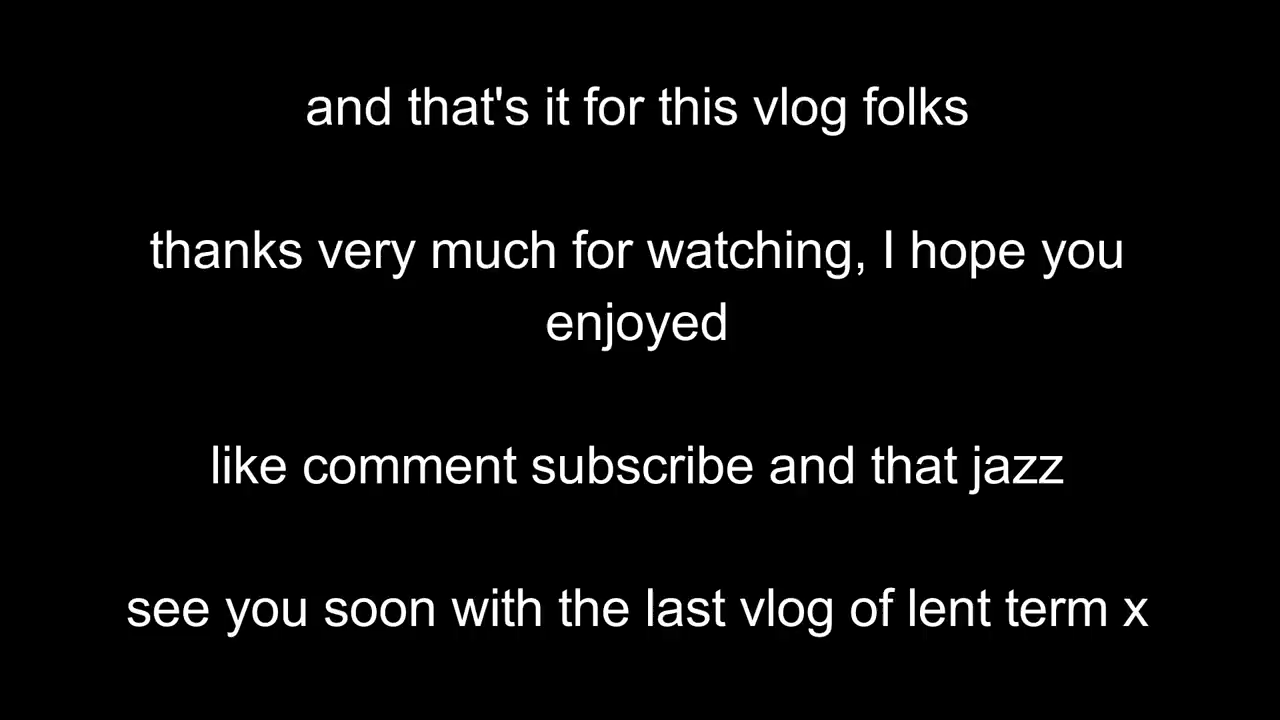 and that's it for this vlog folks
thanks very much for watching, I hope you
enjoyed
like comment subscribe and that jazz
see you soon with the last vlog of lent term x